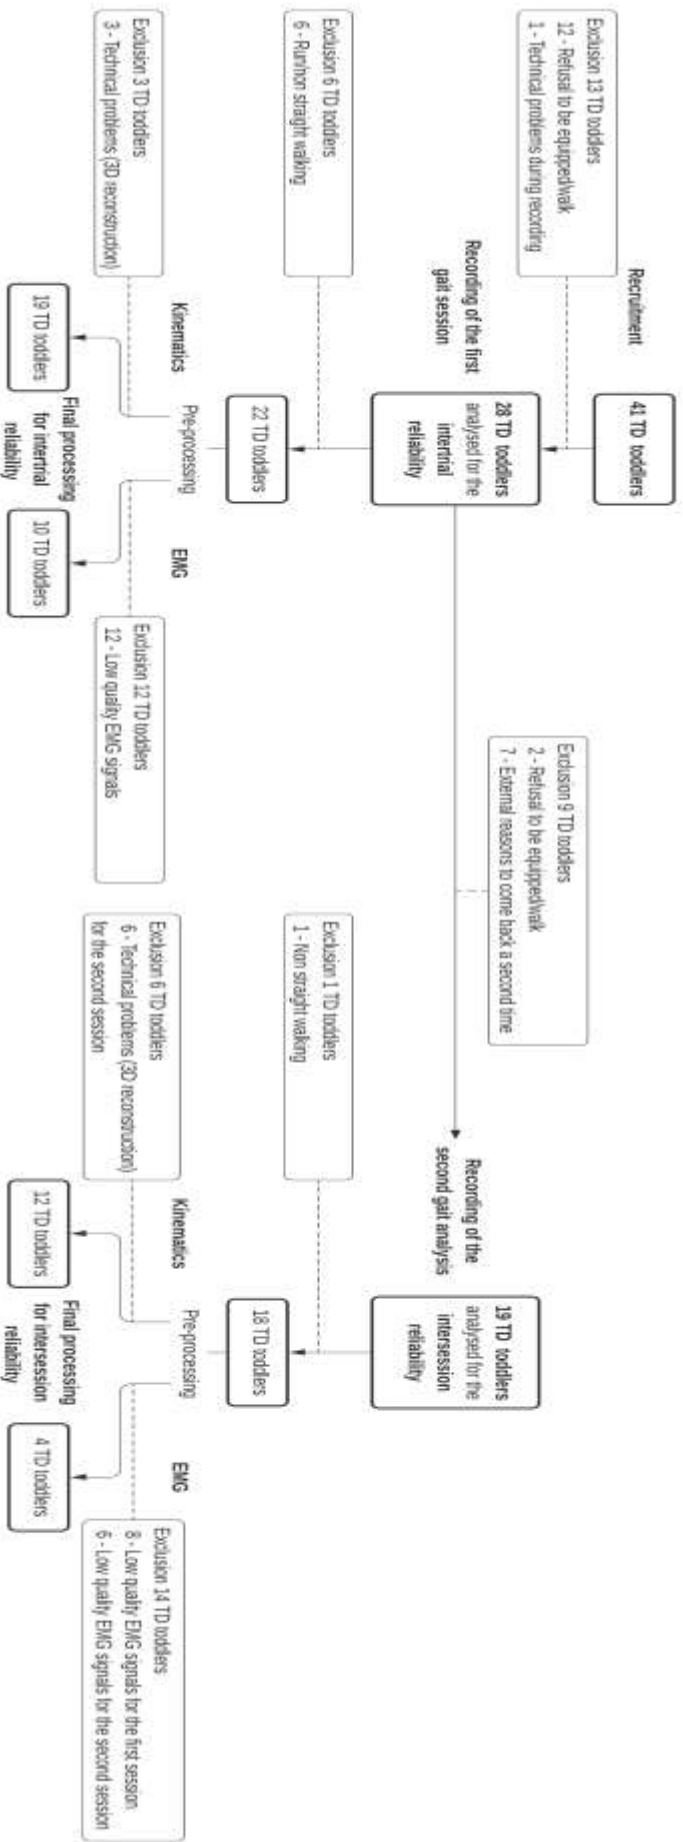 Recruitment
41 TD toddlers
Exclusion 13 TD toddlers
12 - Refusal to be equipped/walk
1 - Technical problems during recording
Recording of the first
gait session
28 TD toddlers
analysed for the
intertrial
reliability
Exclusion 9 TD toddlers
2 - Refusal to be equipped/walk
7 - External reasons to come back a second time
Recording of the
second gait analysis
19 TD toddlers
analysed for the
intersession
reliability
Exclusion 6 TD toddlers
6 - Run/non straight walking
22 TD toddlers
Exclusion 1 TD toddlers
1 - Non straight walking
18 TD toddlers
Kinematics
Pre-processing
EMG
Exclusion 3 TD toddlers
3 - Technical problems (3D reconstruction)
Exclusion 12 TD toddlers
12 - Low quality EMG signals
19 TD toddlers
Final processing
for intertrial
reliability
10 TD toddlers
Kinematics
Pre-processing
EMG
Exclusion 6 TD toddlers
6 - Technical problems (3D reconstruction)
for the second session
Exclusion 14 TD toddlers
8 - Low quality EMG signals for the first session
6 - Low quality EMG signals for the second session
12 TD toddlers
Final processing
for intersession
reliability
4 TD toddlers